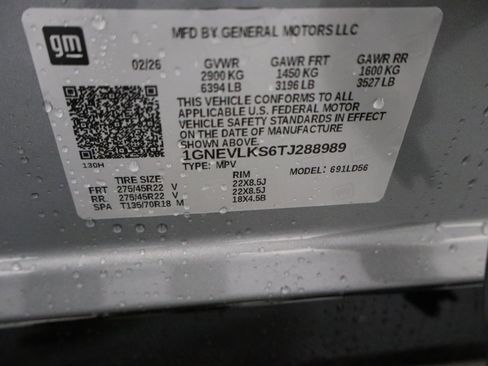 gm
MFD BY GENERAL MOTORS LLC
02/26 GVWR GAWR FRT GAWR RR
2900 KG 1450 KG 1600 KG
6394 LB 3196 LB 3527 LB
THIS VEHICLE CONFORMS TO ALL
APPLICABLE U.S. FEDERAL MOTOR
VEHICLE SAFETY STANDARDS IN EFFECT
ON THE DATE OF MANUFACTURE
SHOWN ABOVE.
1GNEVLKS6TJ288989
130H TYPE: MPV MODEL: 691LD56
TIRE SIZE RIM
FRT 275/45R22 V 22X8.5J
RR 275/45R22 V 22X8.5J
SPA T135/70R18 M 18X4.5B